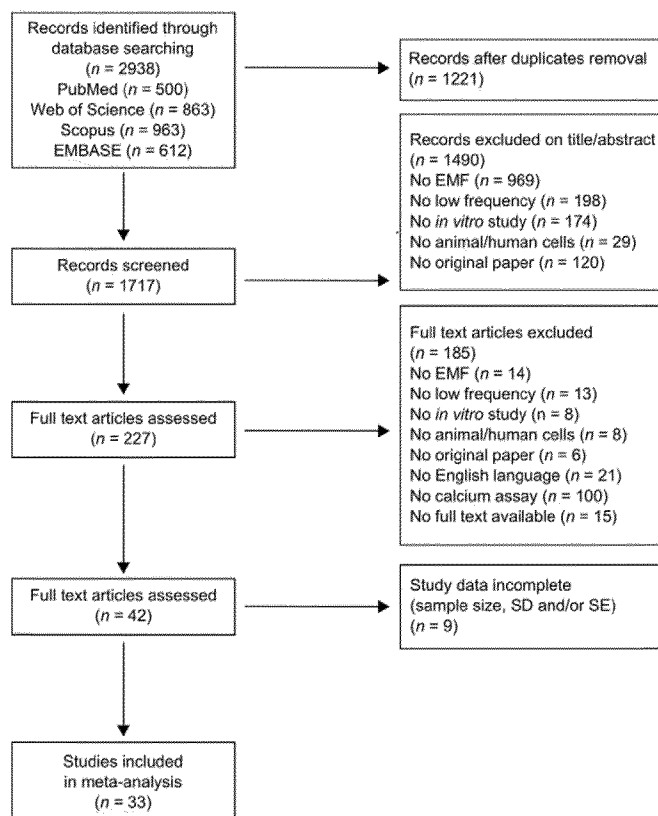 Records identified through
database searching
(n = 2938)
PubMed (n = 500)
Web of Science (n = 863)
Scopus (n = 963)
EMBASE (n = 612)
Records after duplicates removal
(n = 1221)
Records excluded on title/abstract
(n = 1490)
No EMF (n = 969)
No low frequency (n = 198)
No in vitro study (n = 174)
No animal/human cells (n = 29)
No original paper (n = 120)
Records screened
(n = 1717)
Full text articles excluded
(n = 185)
No EMF (n = 14)
No low frequency (n = 13)
No in vitro study (n = 8)
No animal/human cells (n = 8)
No original paper (n = 6)
No English language (n = 21)
No calcium assay (n = 100)
No full text available (n = 15)
Full text articles assessed
(n = 227)
Full text articles assessed
(n = 42)
Study data incomplete
(sample size, SD and/or SE)
(n = 9)
Studies included
in meta-analysis
(n = 33)